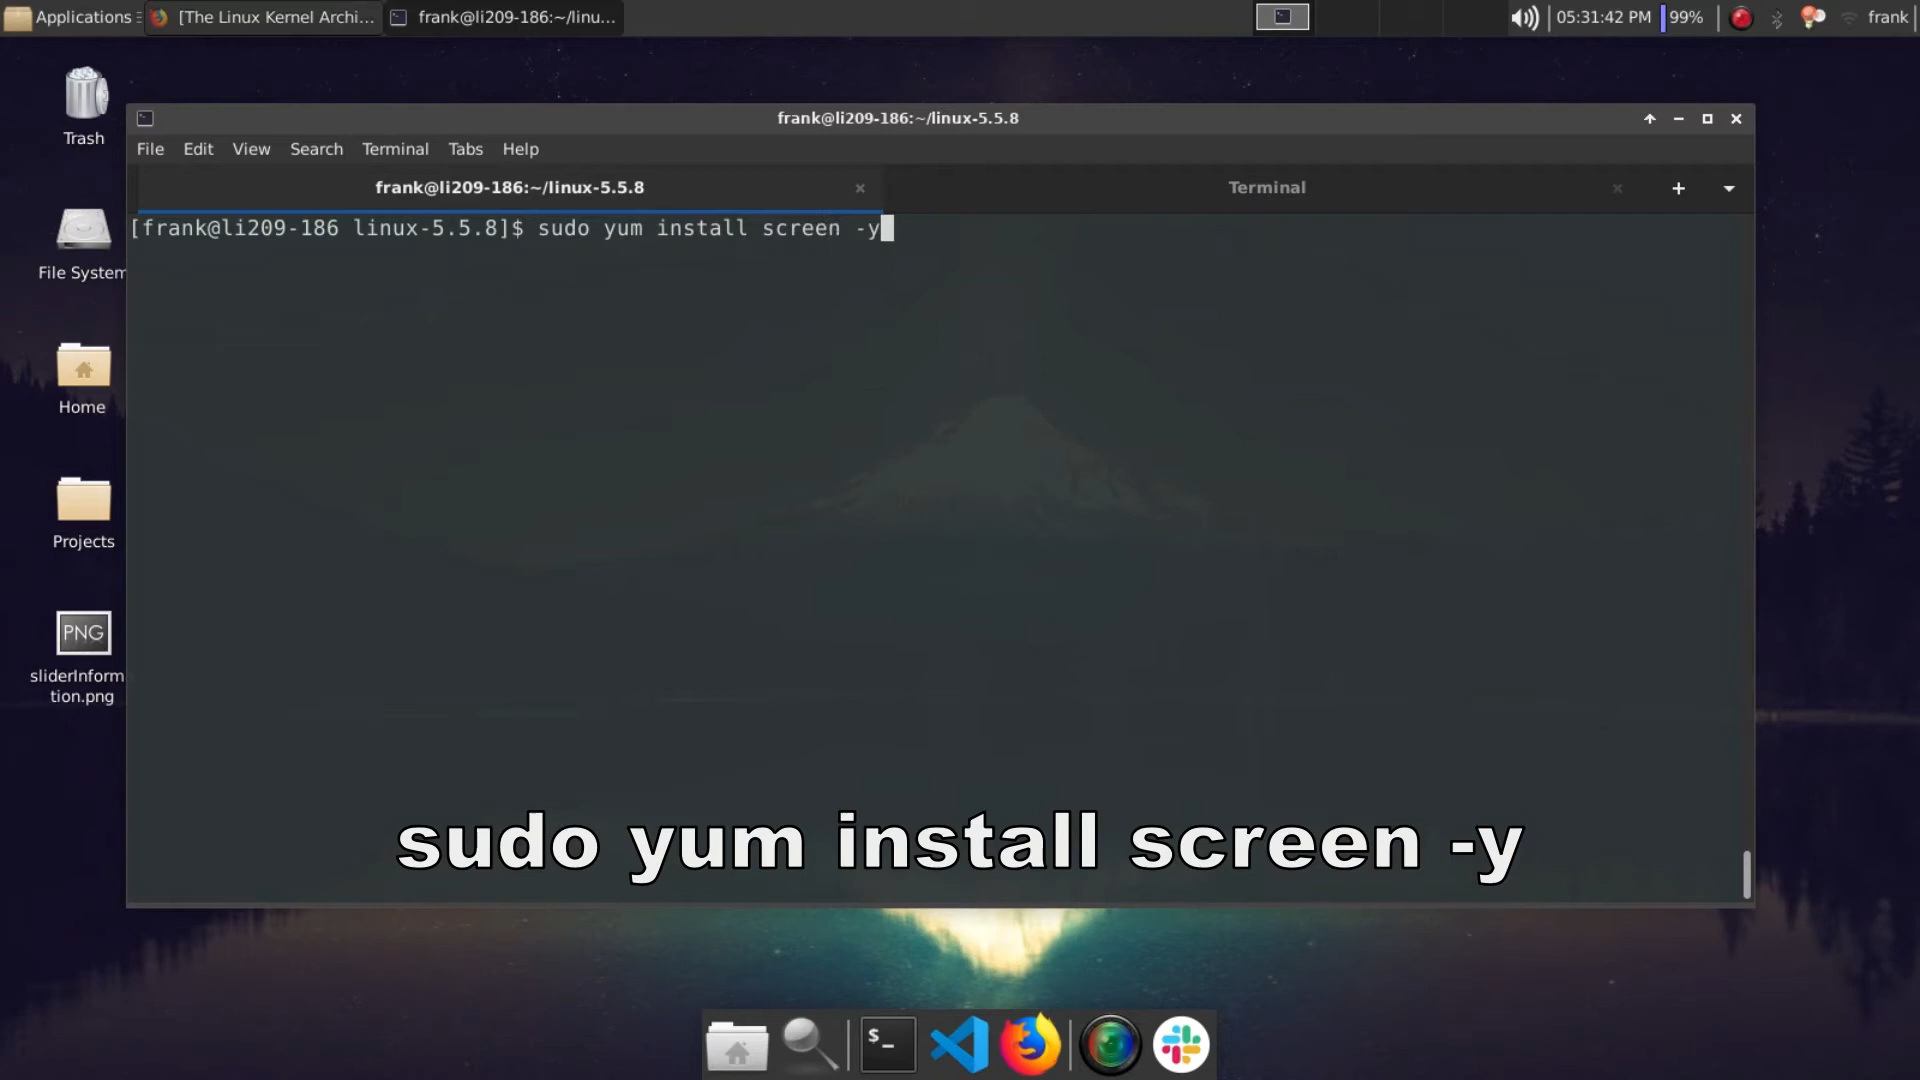 Applications [The Linux Kernel Archi... frank@li209-186:~/linu... 05:31:42 PM 99% frank
Trash
File System
Home
Projects
PNG
sliderInform
tion.png
frank@li209-186:~/linux-5.5.8
File Edit View Search Terminal Tabs Help
frank@li209-186:~/linux-5.5.8 Terminal
[frank@li209-186 linux-5.5.8]$ sudo yum install screen -y
sudo yum install screen -y
$_